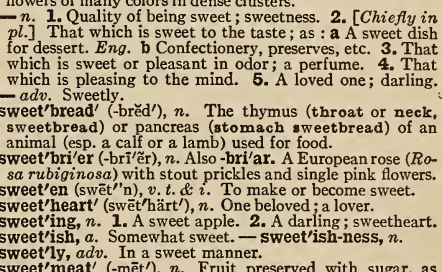 flowers of many colors in dense clusters.
— n. 1. Quality of being sweet; sweetness. 2. [Chiefly in
pl.] That which is sweet to the taste; as: a A sweet dish
for dessert. Eng. b Confectionery, preserves, etc. 3. That
which is sweet or pleasant in odor; a perfume. 4. That
which is pleasing to the mind. 5. A loved one; darling.
— adv. Sweetly.
sweet′bread′ (-brĕd′), n. The thymus (throat or neck,
sweetbread) or pancreas (stomach sweetbread) of an
animal (esp. a calf or a lamb) used for food.
sweet′bri′er (-brī′ẽr), n. Also -bri′ar. A European rose (Ro-
sa rubiginosa) with stout prickles and single pink flowers.
sweet′en (swēt′'n), v. t. & i. To make or become sweet.
sweet′heart′ (swēt′härt′), n. One beloved; a lover.
sweet′ing, n. 1. A sweet apple. 2. A darling; sweetheart.
sweet′ish, a. Somewhat sweet. — sweet′ish-ness, n.
sweet′ly, adv. In a sweet manner.
sweet′meat′ (-mēt′), n. Fruit preserved with sugar, as